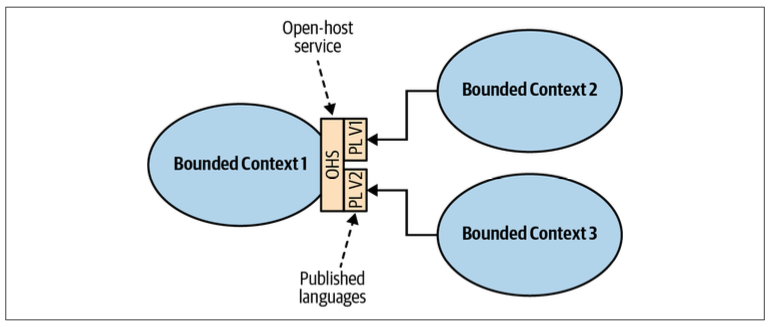 Open-host
service
Bounded Context 2
Bounded Context 1
OHS
PL V1
PL V2
Bounded Context 3
Published
languages